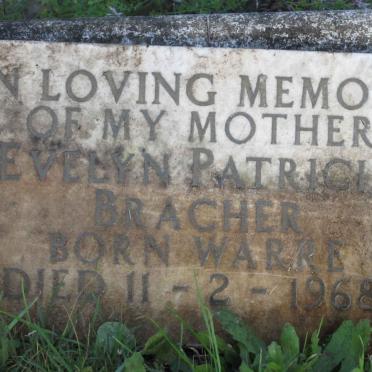 N LOVING MEMO
OF MY MOTHER
EVELYN PATRICI
BRACHER
BORN WARRE
DIED 11-2-1968